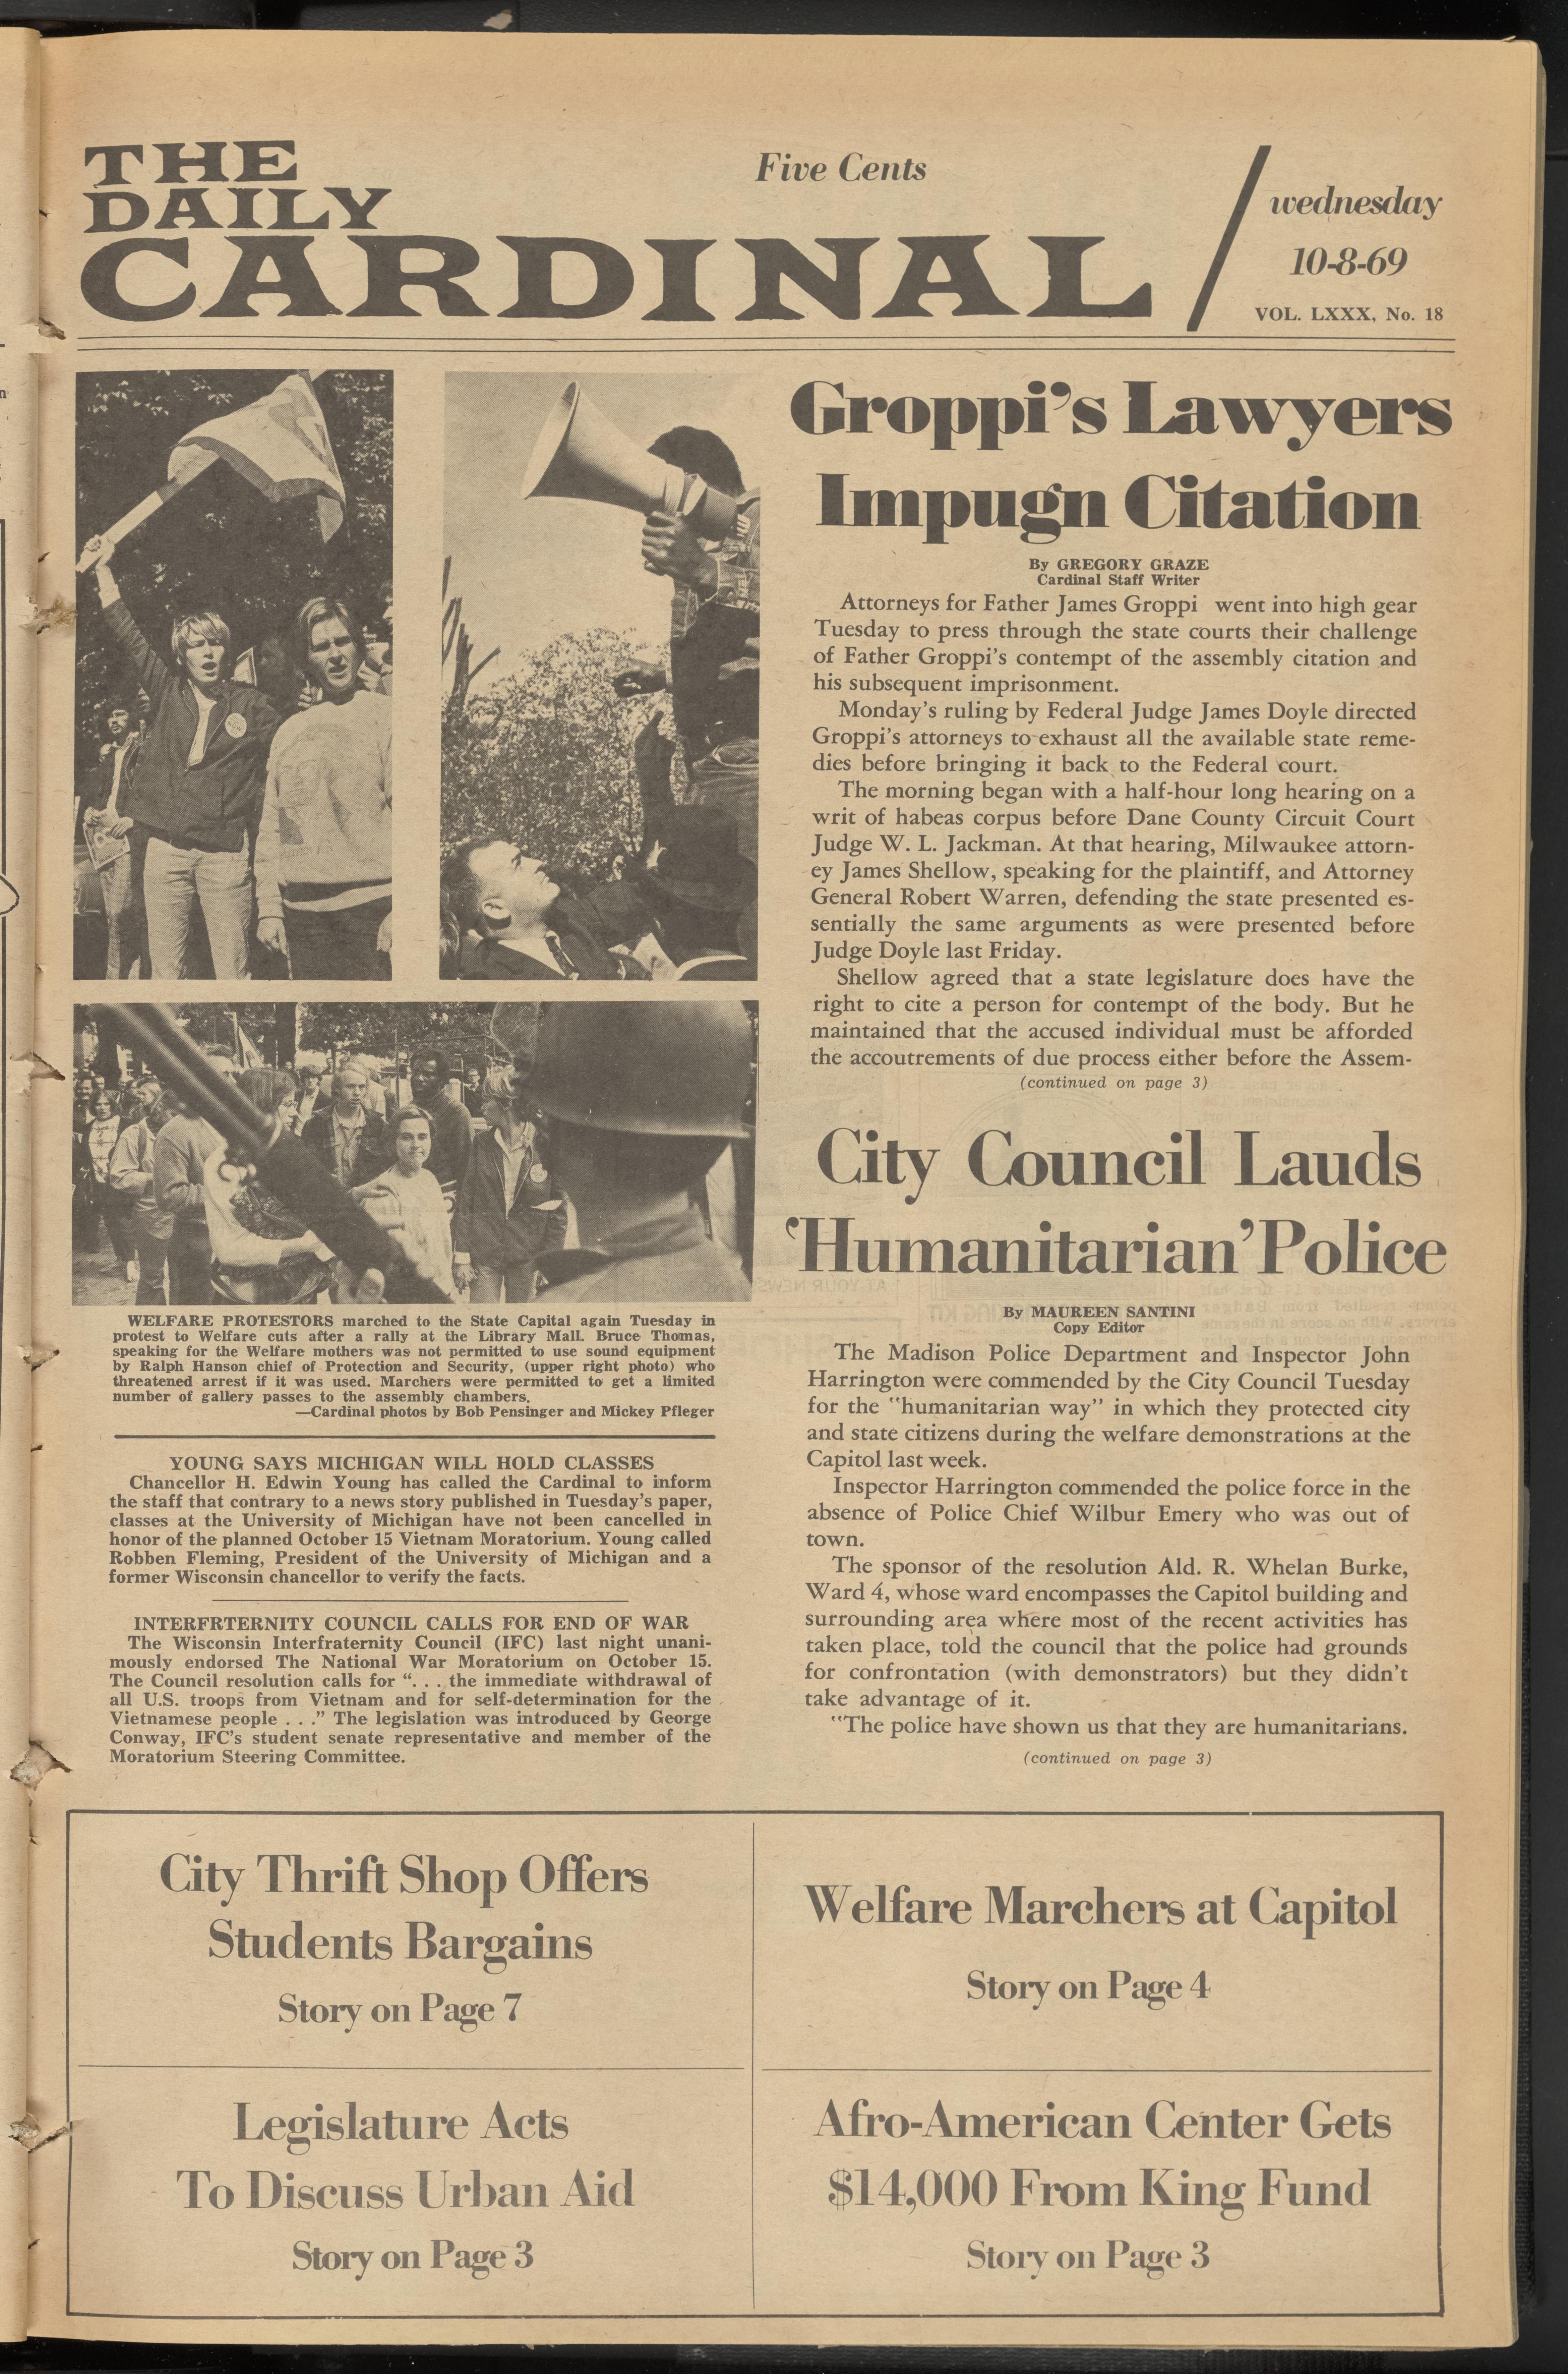 THE
DAILY
CARDINAL
Five Cents
wednesday
10-8-69
VOL. LXXX, No. 18
WELFARE PROTESTORS marched to the State Capital again Tuesday in
protest to Welfare cuts after a rally at the Library Mall. Bruce Thomas,
speaking for the Welfare mothers was not permitted to use sound equipment
by Ralph Hanson chief of Protection and Security, (upper right photo) who
threatened arrest if it was used. Marchers were permitted to get a limited
number of gallery passes to the assembly chambers.
—Cardinal photos by Bob Pensinger and Mickey Pfleger
YOUNG SAYS MICHIGAN WILL HOLD CLASSES
Chancellor H. Edwin Young has called the Cardinal to inform
the staff that contrary to a news story published in Tuesday's paper,
classes at the University of Michigan have not been cancelled in
honor of the planned October 15 Vietnam Moratorium. Young called
Robben Fleming, President of the University of Michigan and a
former Wisconsin chancellor to verify the facts.
INTERFRTERNITY COUNCIL CALLS FOR END OF WAR
The Wisconsin Interfraternity Council (IFC) last night unani-
mously endorsed The National War Moratorium on October 15.
The Council resolution calls for “. . . the immediate withdrawal of
all U.S. troops from Vietnam and for self-determination for the
Vietnamese people . . .” The legislation was introduced by George
Conway, IFC's student senate representative and member of the
Moratorium Steering Committee.
Groppi's Lawyers
Impugn Citation
By GREGORY GRAZE
Cardinal Staff Writer
Attorneys for Father James Groppi went into high gear
Tuesday to press through the state courts their challenge
of Father Groppi's contempt of the assembly citation and
his subsequent imprisonment.
Monday's ruling by Federal Judge James Doyle directed
Groppi's attorneys to exhaust all the available state reme-
dies before bringing it back to the Federal court.
The morning began with a half-hour long hearing on a
writ of habeas corpus before Dane County Circuit Court
Judge W. L. Jackman. At that hearing, Milwaukee attorn-
ey James Shellow, speaking for the plaintiff, and Attorney
General Robert Warren, defending the state presented es-
sentially the same arguments as were presented before
Judge Doyle last Friday.
Shellow agreed that a state legislature does have the
right to cite a person for contempt of the body. But he
maintained that the accused individual must be afforded
the accoutrements of due process either before the Assem-
(continued on page 3)
City Council Lauds
‘Humanitarian’ Police
By MAUREEN SANTINI
Copy Editor
The Madison Police Department and Inspector John
Harrington were commended by the City Council Tuesday
for the "humanitarian way" in which they protected city
and state citizens during the welfare demonstrations at the
Capitol last week.
Inspector Harrington commended the police force in the
absence of Police Chief Wilbur Emery who was out of
town.
The sponsor of the resolution Ald. R. Whelan Burke,
Ward 4, whose ward encompasses the Capitol building and
surrounding area where most of the recent activities has
taken place, told the council that the police had grounds
for confrontation (with demonstrators) but they didn't
take advantage of it.
"The police have shown us that they are humanitarians.
(continued on page 3)
City Thrift Shop Offers
Students Bargains
Story on Page 7
Welfare Marchers at Capitol
Story on Page 4
Legislature Acts
To Discuss Urban Aid
Story on Page 3
Afro-American Center Gets
$14,000 From King Fund
Story on Page 3